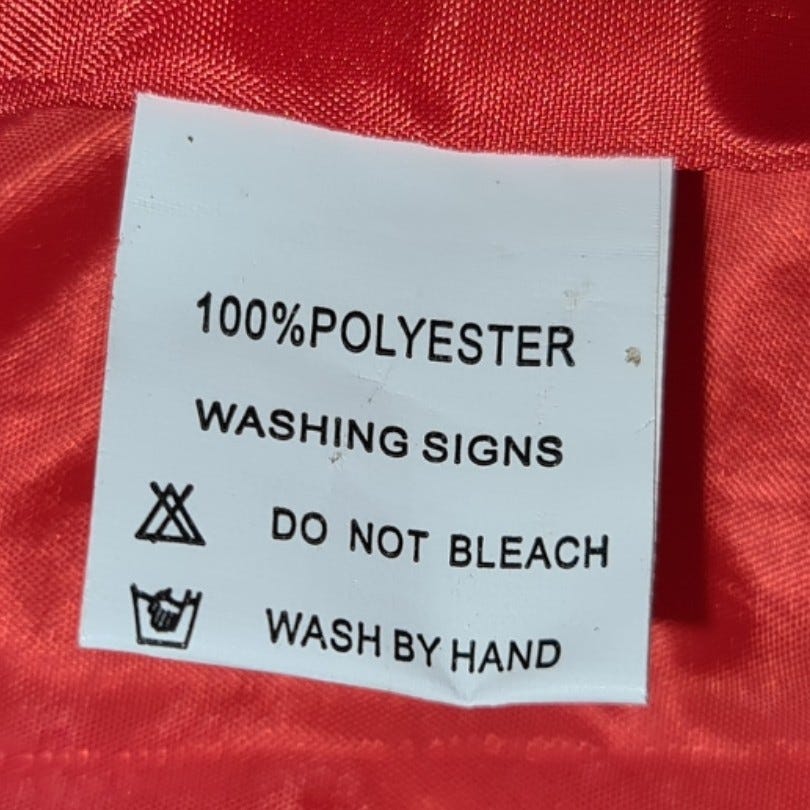 100%POLYESTER
WASHING SIGNS
DO NOT BLEACH
WASH BY HAND